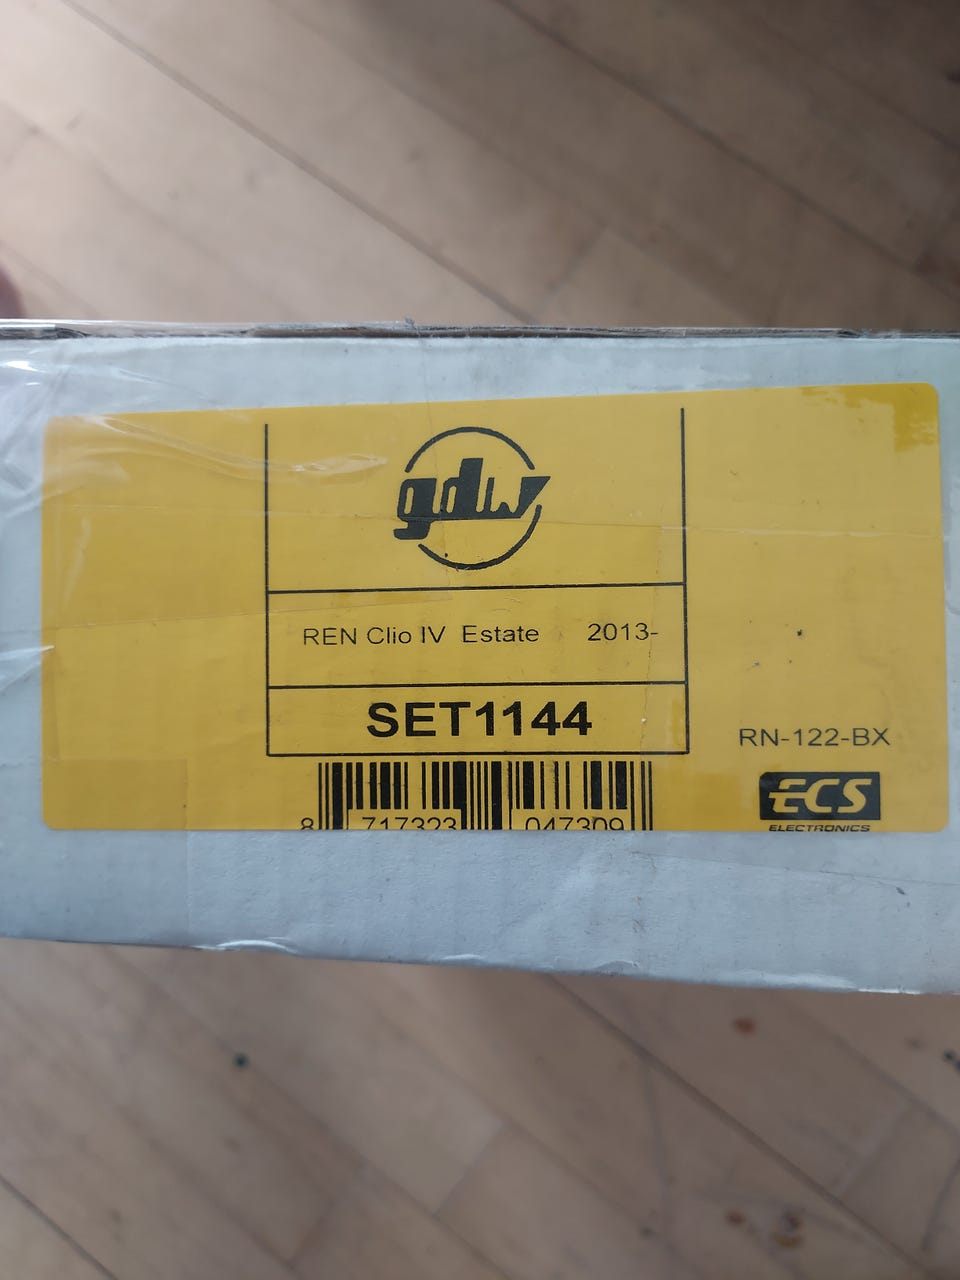 gdw
REN Clio IV Estate 2013-
SET1144
RN-122-BX
ECS
ELECTRONICS
8 717323 047309